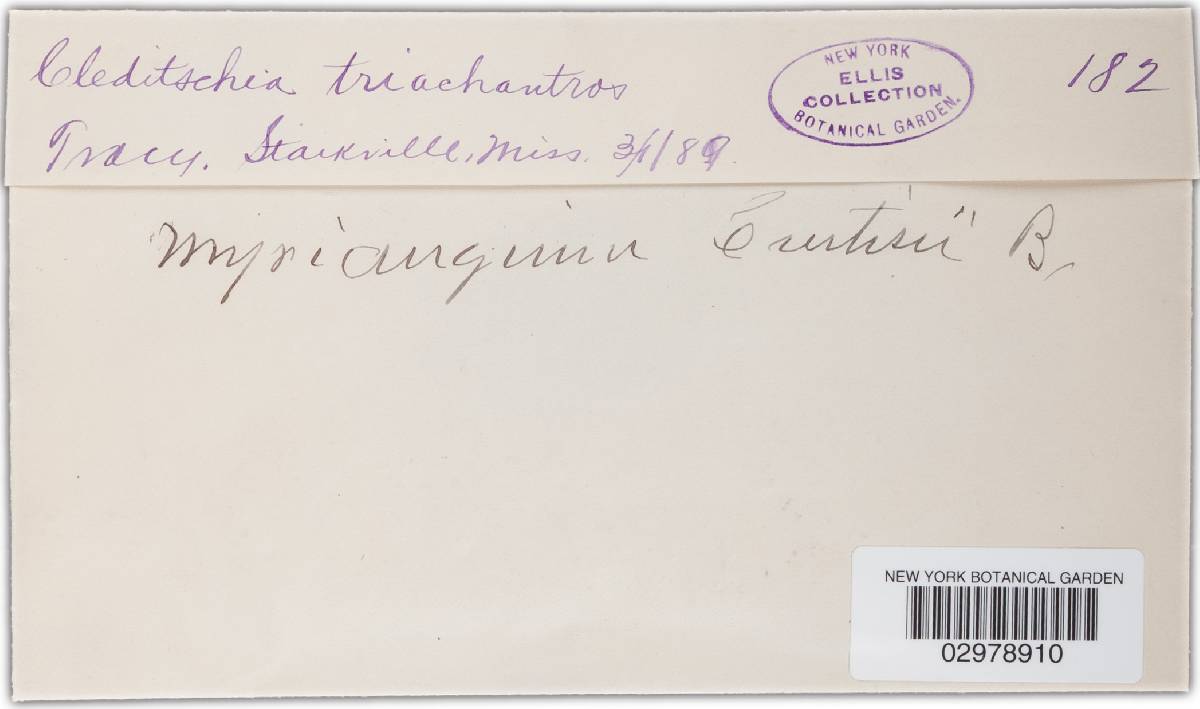 Gleditschia triachantros
Tracy. Starkville, Miss. 3/1/89.
NEW YORK
ELLIS
COLLECTION
BOTANICAL GARDEN.
182
Myriangium Curtisii B,
NEW YORK BOTANICAL GARDEN
02978910